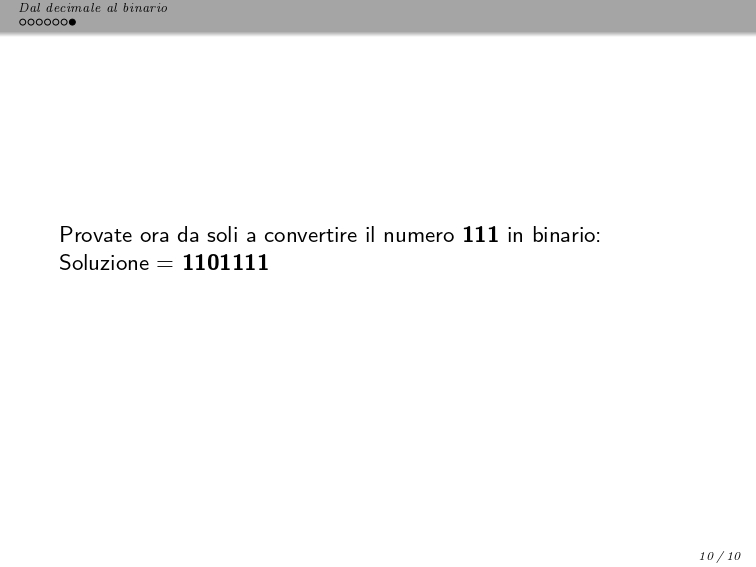 Dal decimale al binario
Provate ora da soli a convertire il numero 111 in binario:
Soluzione = 1101111
10 / 10